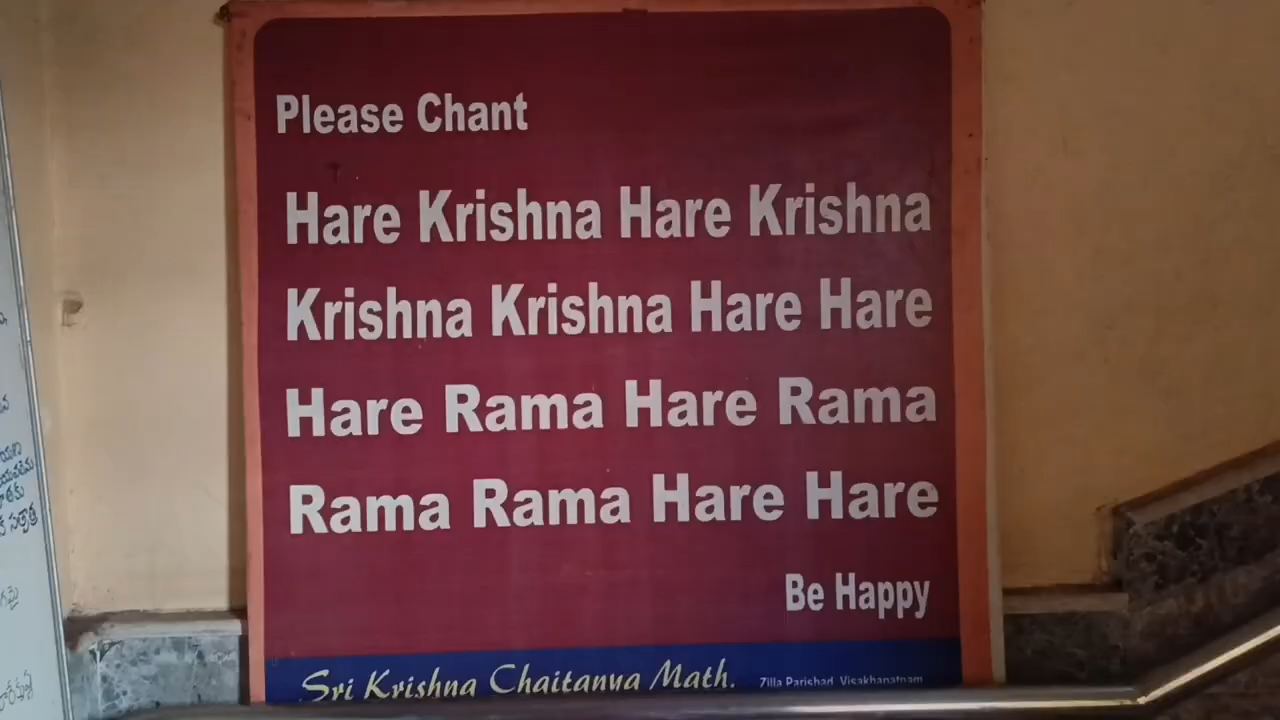 Please Chant
Hare Krishna Hare Krishna
Krishna Krishna Hare Hare
Hare Rama Hare Rama
Rama Rama Hare Hare
Be Happy
Sri Krishna Chaitanya Math. Zilla Parishad, Visakhapatnam